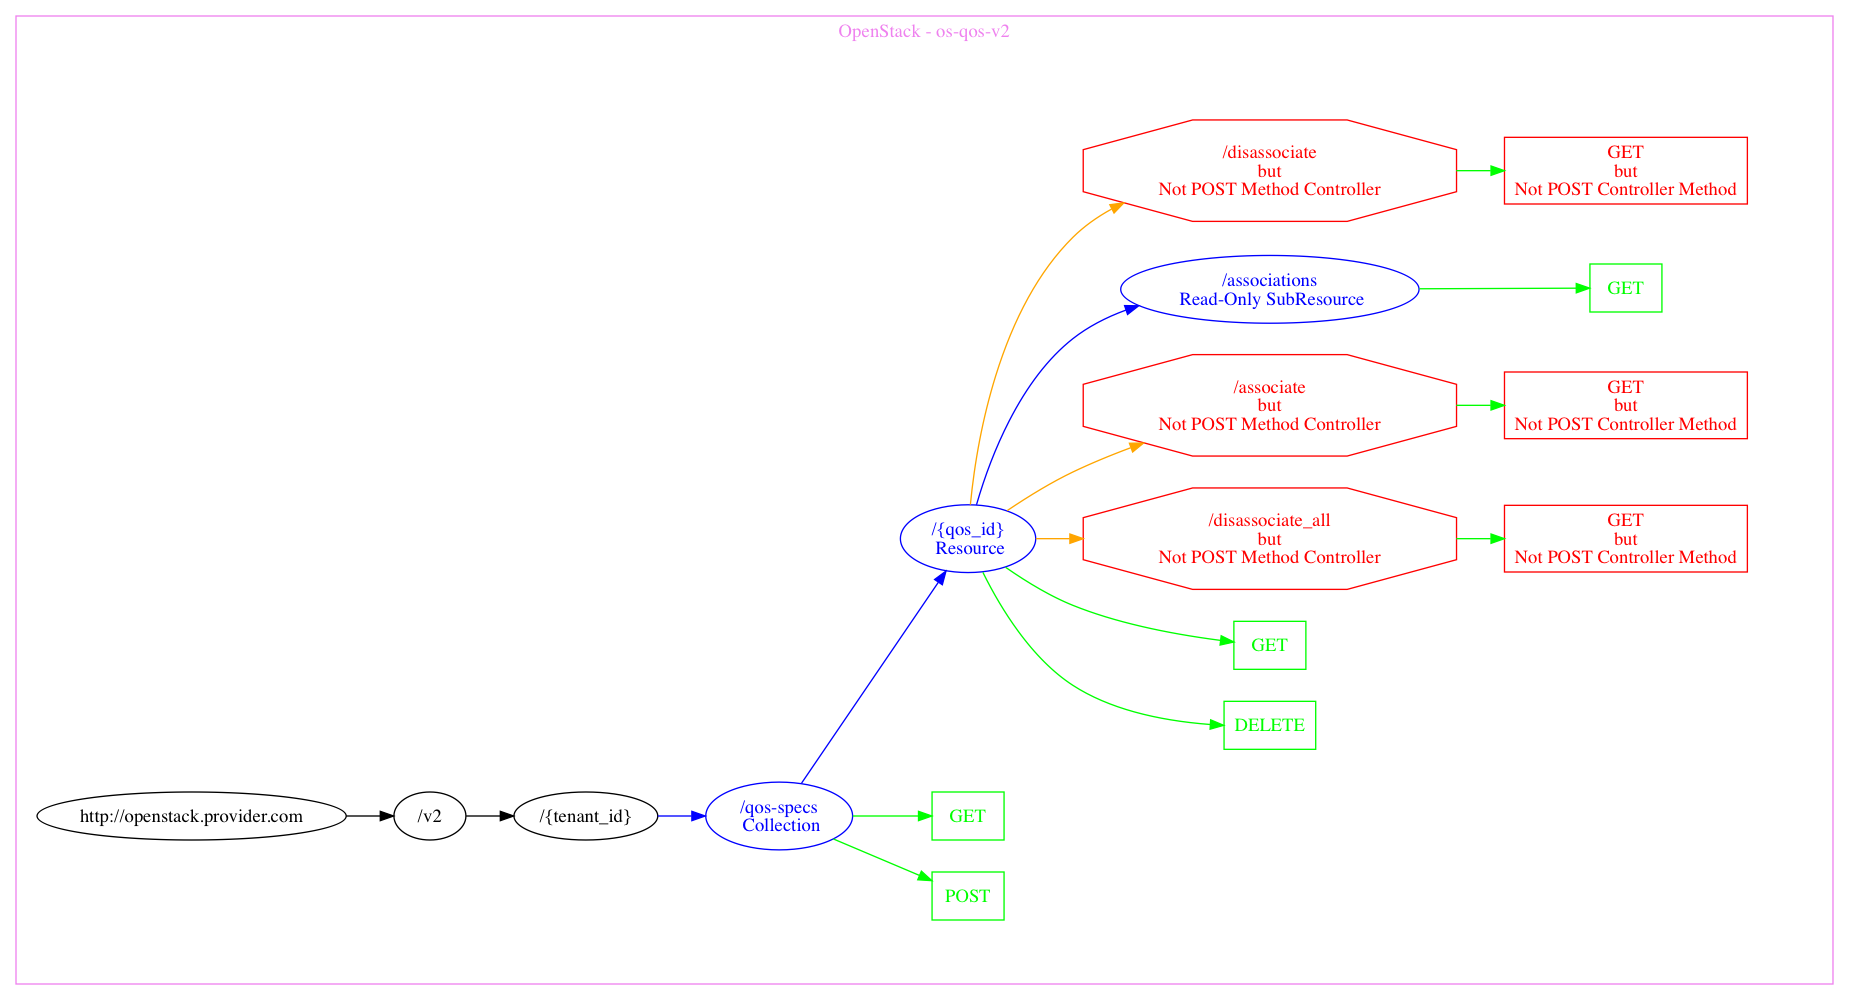 OpenStack - os-qos-v2
/disassociate
but
Not POST Method Controller
GET
but
Not POST Controller Method
/associations
Read-Only SubResource
GET
/associate
but
Not POST Method Controller
GET
but
Not POST Controller Method
/{qos_id}
Resource
/disassociate_all
but
Not POST Method Controller
GET
but
Not POST Controller Method
GET
DELETE
http://openstack.provider.com
/v2
/{tenant_id}
/qos-specs
Collection
GET
POST